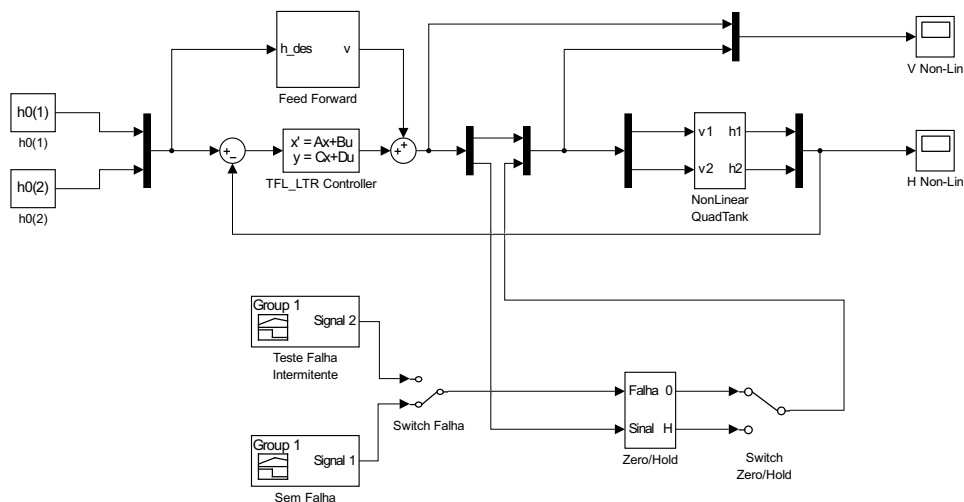 h_des
v
Feed Forward
V Non-Lin
h0(1)
h0(1)
+
−
x' = Ax+Bu
y = Cx+Du
TFL_LTR Controller
+
+
v1
h1
v2
h2
NonLinear
QuadTank
H Non-Lin
h0(2)
h0(2)
Group 1
Signal 2
Teste Falha
Intermitente
Switch Falha
Falha
0
Sinal
H
Zero/Hold
Switch
Zero/Hold
Group 1
Signal 1
Sem Falha